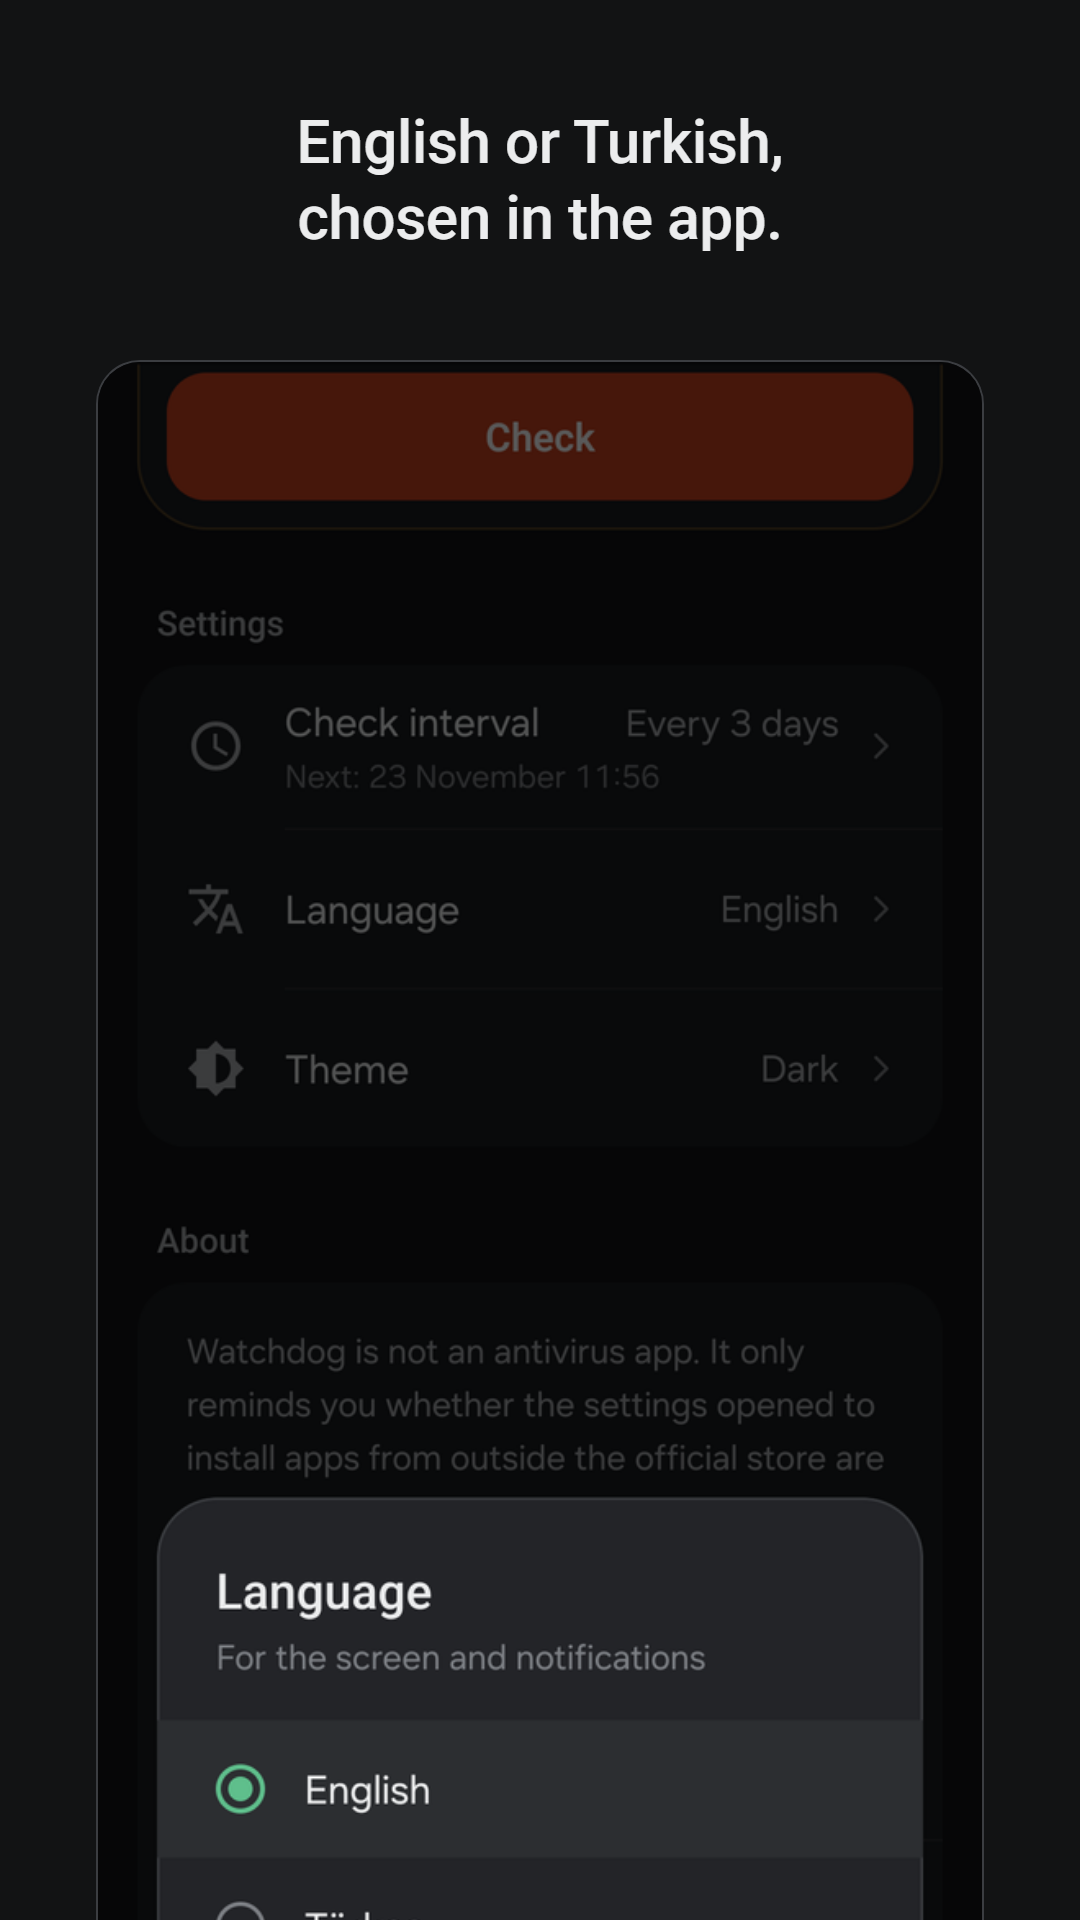 English or Turkish,
chosen in the app.
Check
Settings
Check interval
Every 3 days
Next: 23 November 11:56
Language
English
Theme
Dark
About
Watchdog is not an antivirus app. It only
reminds you whether the settings opened to
install apps from outside the official store are
Language
For the screen and notifications
English